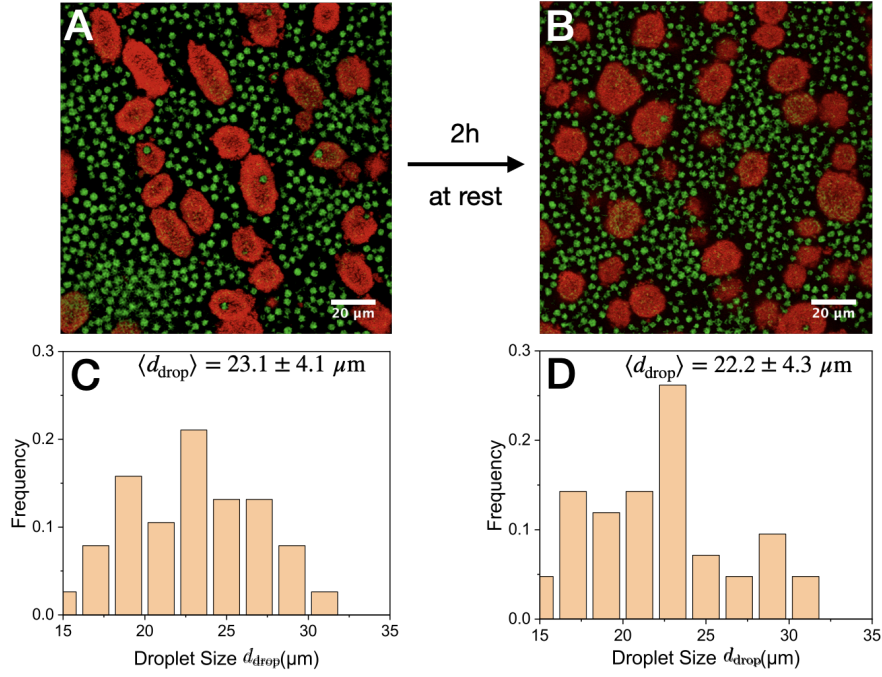 A
B
20 μm
20 μm
2h
at rest
C
⟨d_drop⟩ = 23.1 ± 4.1 μm
0.3
0.2
0.1
0.0
Frequency
15
20
25
30
35
Droplet Size d_drop(μm)
D
⟨d_drop⟩ = 22.2 ± 4.3 μm
0.3
0.2
0.1
0.0
Frequency
15
20
25
30
35
Droplet Size d_drop(μm)